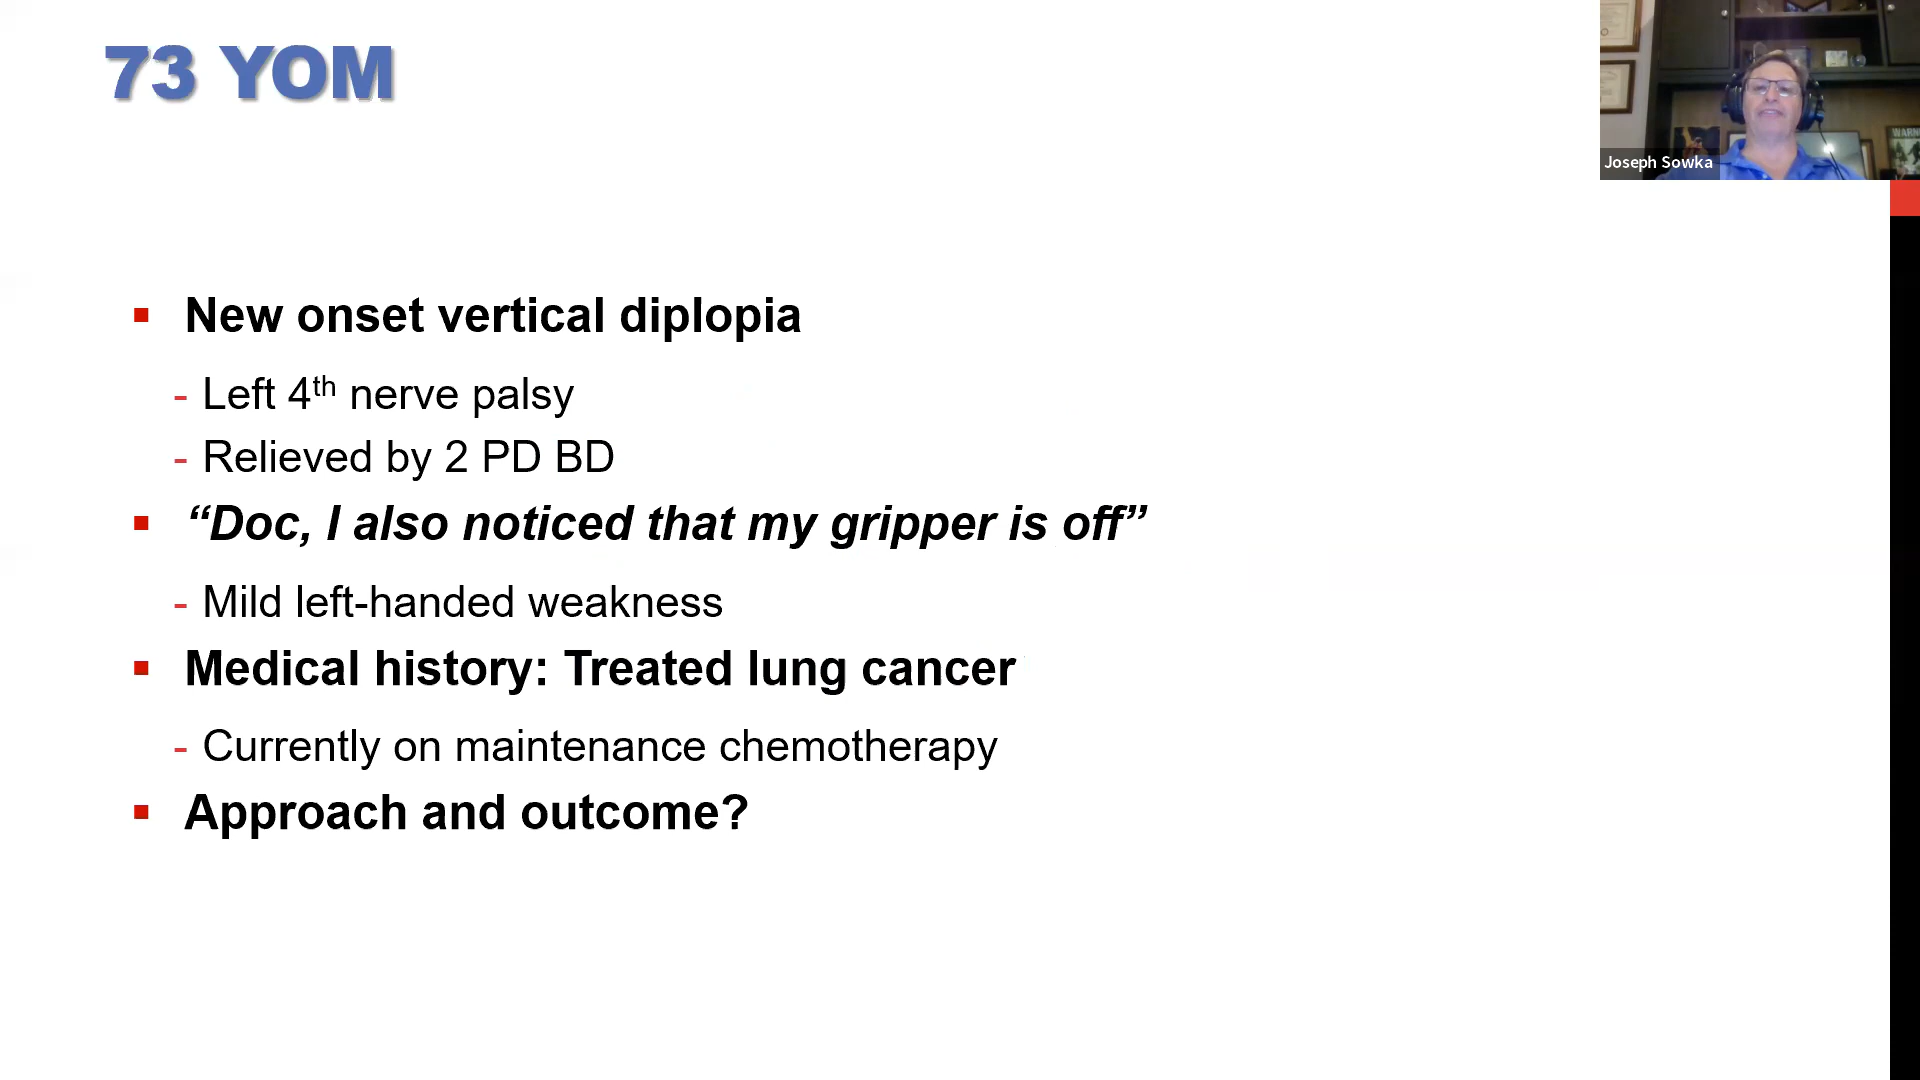 73 YOM
Joseph Sowka
New onset vertical diplopia
- Left 4th nerve palsy
- Relieved by 2 PD BD
“Doc, I also noticed that my gripper is off”
- Mild left-handed weakness
Medical history: Treated lung cancer
- Currently on maintenance chemotherapy
Approach and outcome?